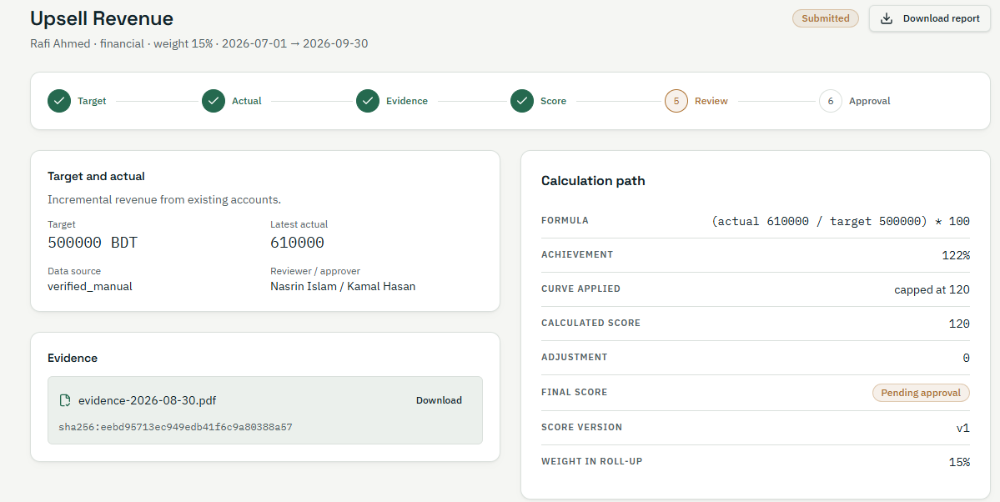 Upsell Revenue
Submitted
Download report
Rafi Ahmed · financial · weight 15% · 2026-07-01 → 2026-09-30
Target
Actual
Evidence
Score
5 Review
6 Approval
Target and actual
Incremental revenue from existing accounts.
Target
500000 BDT
Latest actual
610000
Data source
verified_manual
Reviewer / approver
Nasrin Islam / Kamal Hasan
Evidence
evidence-2026-08-30.pdf
Download
sha256:eebd95713ec949edb41f6c9a80388a57
Calculation path
FORMULA (actual 610000 / target 500000) * 100
ACHIEVEMENT 122%
CURVE APPLIED capped at 120
CALCULATED SCORE 120
ADJUSTMENT 0
FINAL SCORE Pending approval
SCORE VERSION v1
WEIGHT IN ROLL-UP 15%